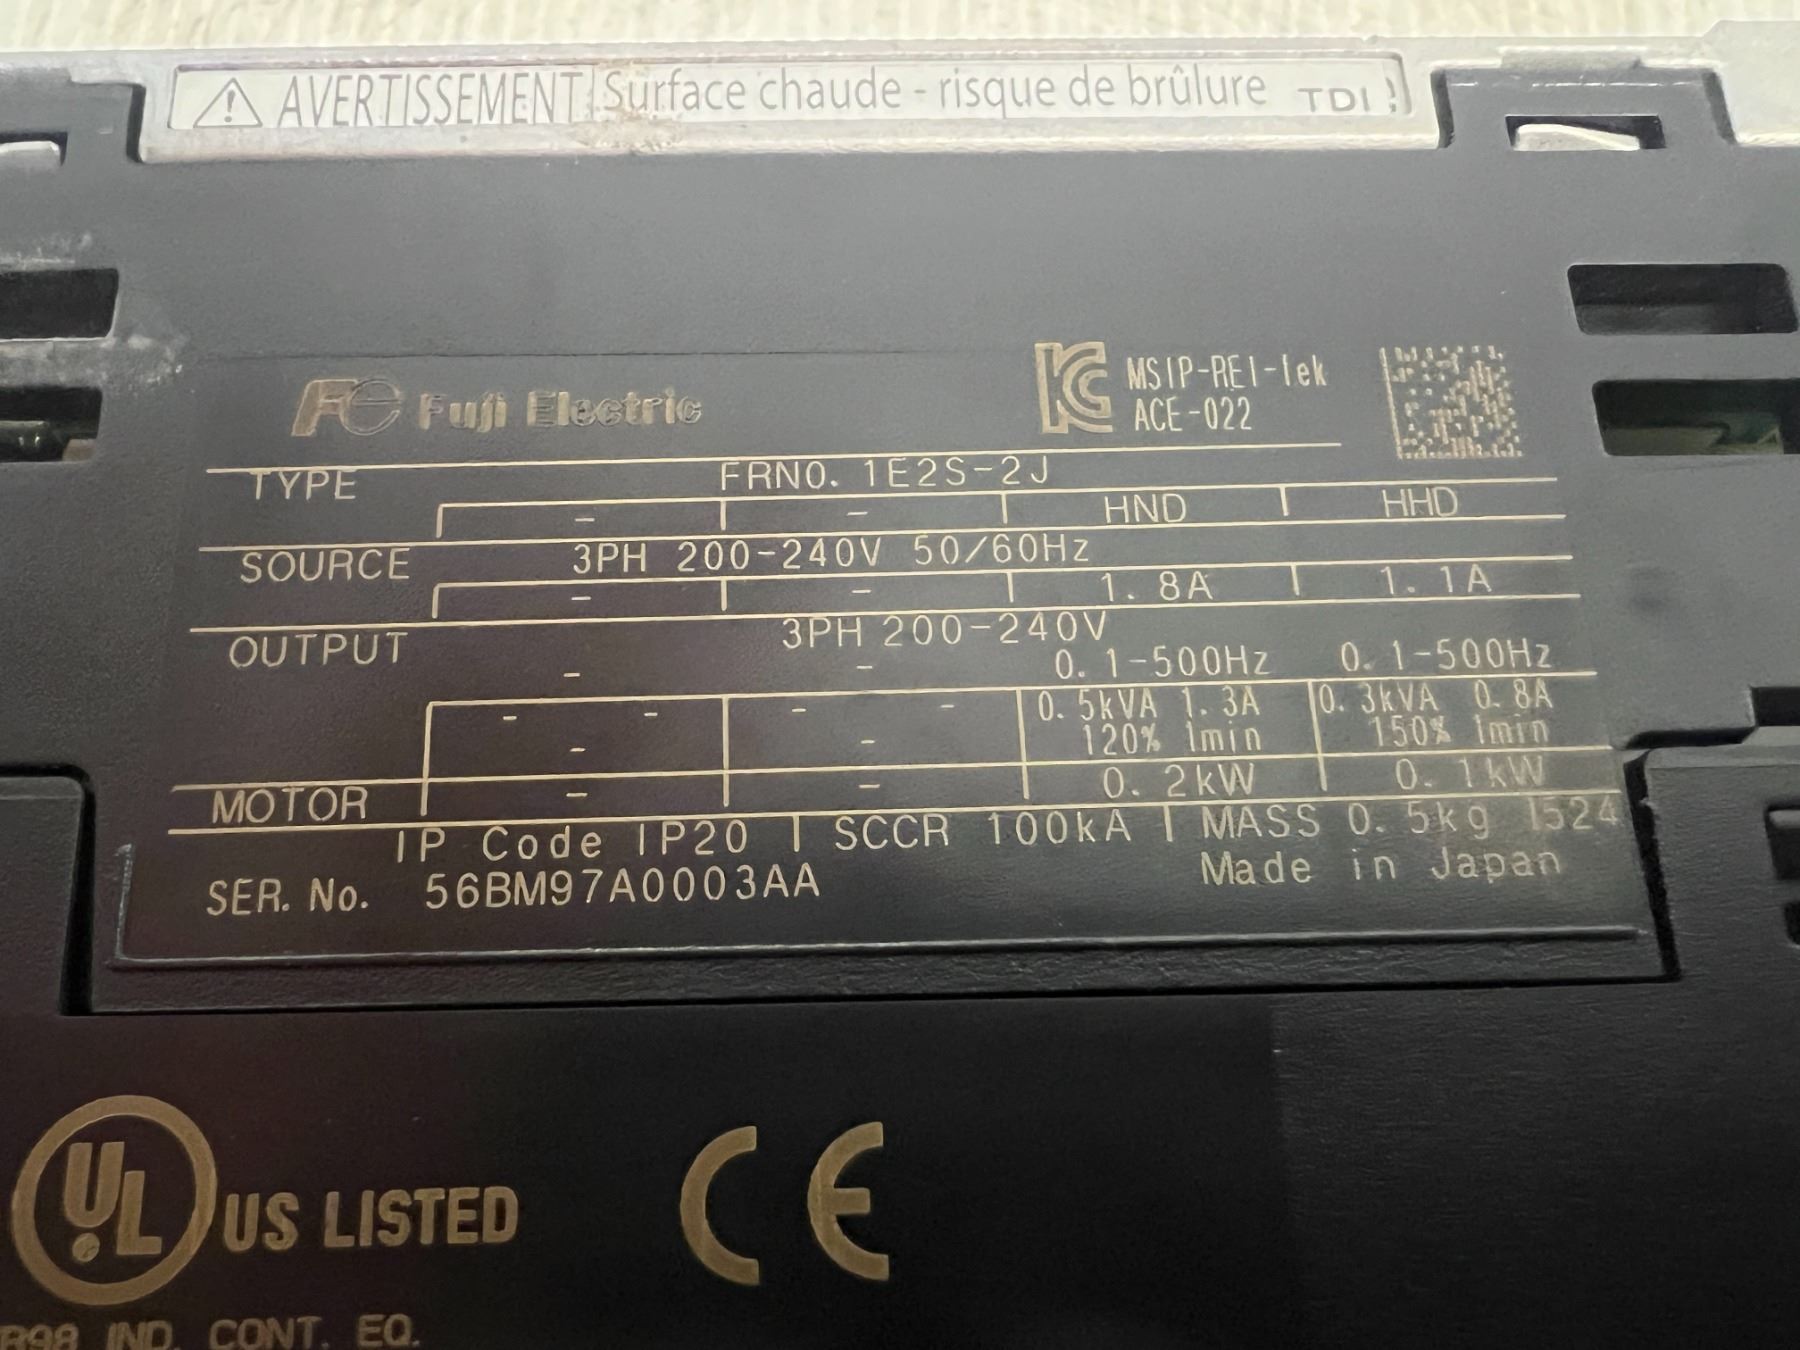 AVERTISSEMENT Surface chaude - risque de brûlure
Fe Fuji Electric
MSIP-REI-Iek
ACE-022
TYPE FRN0.1E2S-2J
- - HND HHD
SOURCE 3PH 200-240V 50/60Hz
- - 1.8A 1.1A
OUTPUT 3PH 200-240V
- - 0.1-500Hz 0.1-500Hz
- - - - 0.5kVA 1.3A 0.3kVA 0.8A
- - 120% 1min 150% 1min
MOTOR - - 0.2kW 0.1kW
IP Code IP20 SCCR 100kA MASS 0.5kg 1524
SER. No. 56BM97A0003AA Made in Japan
UL US LISTED CE
IND. CONT. EQ.